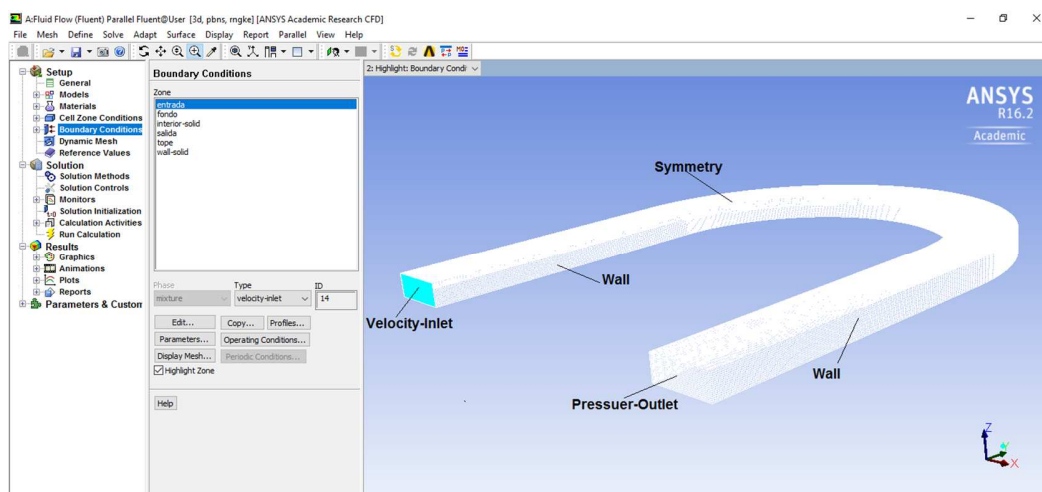 A:Fluid Flow (Fluent) Parallel Fluent@User [3d, pbns, rngke] [ANSYS Academic Research CFD]
File Mesh Define Solve Adapt Surface Display Report Parallel View Help
Setup
General
Models
Materials
Cell Zone Conditions
Boundary Conditions
Dynamic Mesh
Reference Values
Solution
Solution Methods
Solution Controls
Monitors
Solution Initialization
Calculation Activities
Run Calculation
Results
Graphics
Animations
Plots
Reports
Parameters & Custom
Boundary Conditions
Zone
entrada
fondo
interior-solid
salida
tope
wall-solid
Phase Type ID
mixture velocity-inlet 14
Edit... Copy... Profiles...
Parameters... Operating Conditions...
Display Mesh... Periodic Conditions...
Highlight Zone
Help
2: Highlight: Boundary Condi
ANSYS
R16.2
Academic
Symmetry
Wall
Velocity-Inlet
Wall
Pressuer-Outlet
Z
Y
X